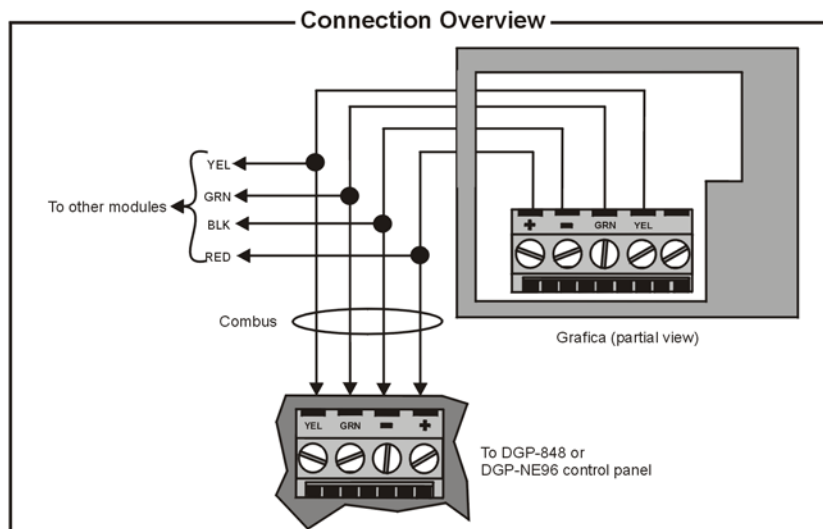 Connection Overview
YEL
GRN
BLK
RED
To other modules
+ − GRN YEL
Combus
Grafica (partial view)
YEL GRN − +
To DGP-848 or
DGP-NE96 control panel